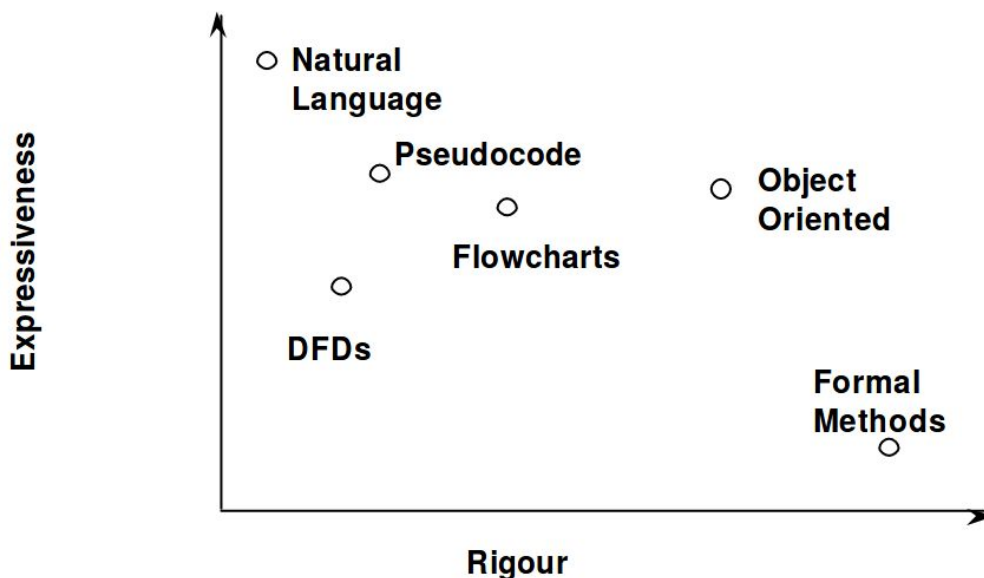 Natural
Language
Pseudocode
Object
Oriented
Flowcharts
Expressiveness
DFDs
Formal
Methods
Rigour